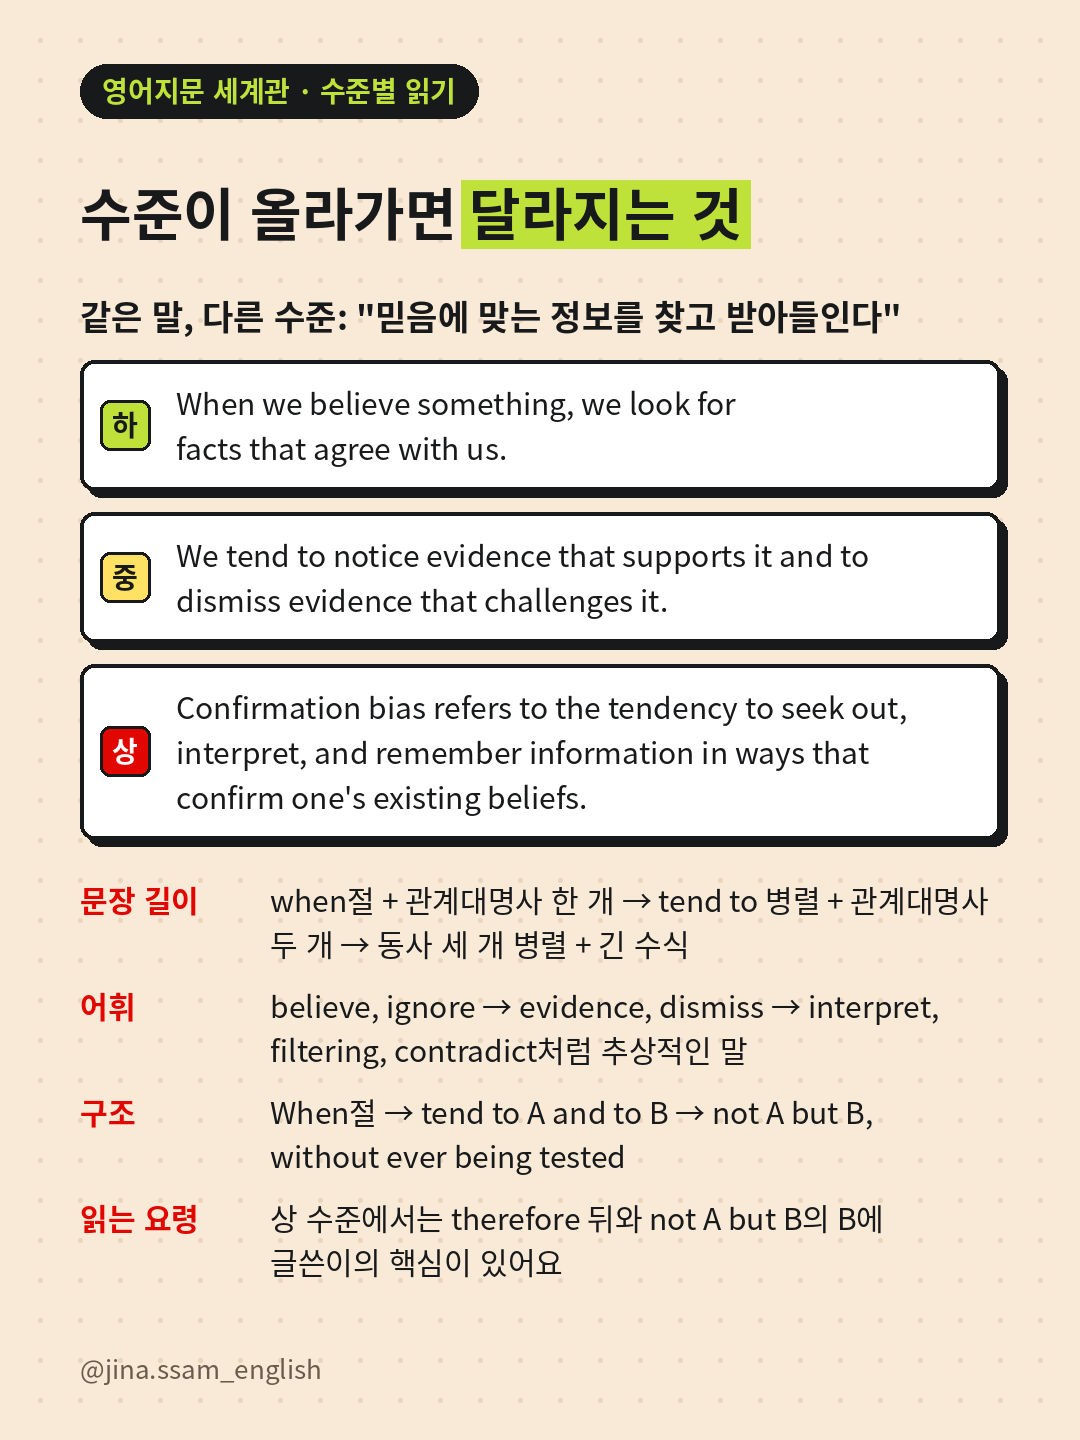 영어지문 세계관 · 수준별 읽기
수준이 올라가면 달라지는 것
같은 말, 다른 수준: "믿음에 맞는 정보를 찾고 받아들인다"
하
When we believe something, we look for
facts that agree with us.
중
We tend to notice evidence that supports it and to
dismiss evidence that challenges it.
상
Confirmation bias refers to the tendency to seek out,
interpret, and remember information in ways that
confirm one's existing beliefs.
문장 길이 when절 + 관계대명사 한 개 → tend to 병렬 + 관계대명사
두 개 → 동사 세 개 병렬 + 긴 수식
어휘 believe, ignore → evidence, dismiss → interpret,
filtering, contradict처럼 추상적인 말
구조 When절 → tend to A and to B → not A but B,
without ever being tested
읽는 요령 상 수준에서는 therefore 뒤와 not A but B의 B에
글쓴이의 핵심이 있어요
@jina.ssam_english